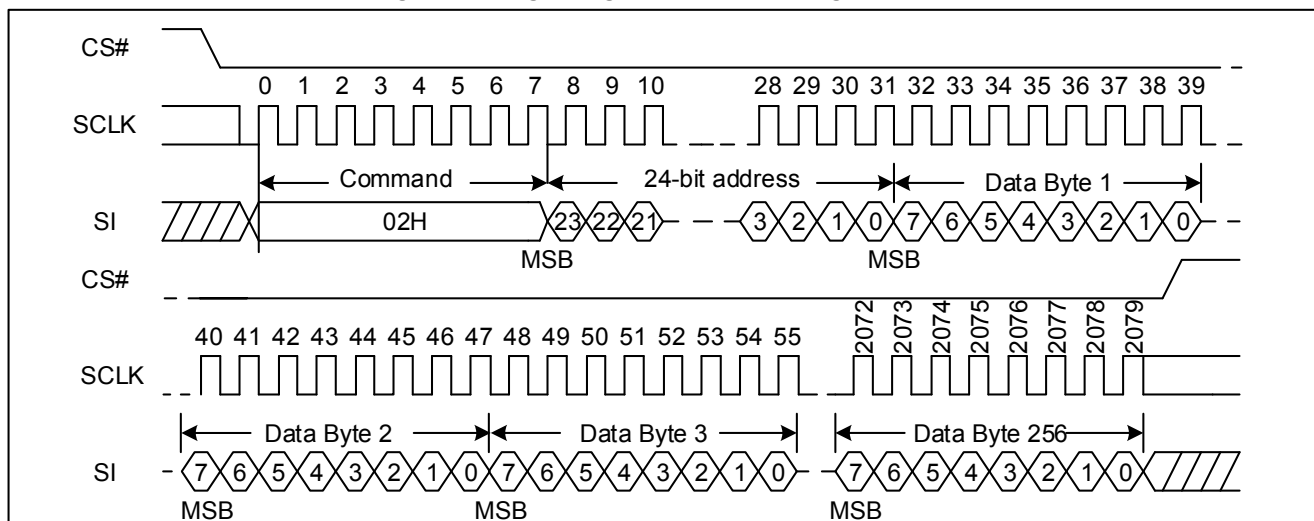 CS#
0 1 2 3 4 5 6 7 8 9 10 28 29 30 31 32 33 34 35 36 37 38 39
SCLK
Command 24-bit address Data Byte 1
SI 02H 23 22 21 3 2 1 0 7 6 5 4 3 2 1 0
MSB MSB
CS#
40 41 42 43 44 45 46 47 48 49 50 51 52 53 54 55 2072 2073 2074 2075 2076 2077 2078 2079
SCLK
Data Byte 2 Data Byte 3 Data Byte 256
SI 7 6 5 4 3 2 1 0 7 6 5 4 3 2 1 0 7 6 5 4 3 2 1 0
MSB MSB MSB